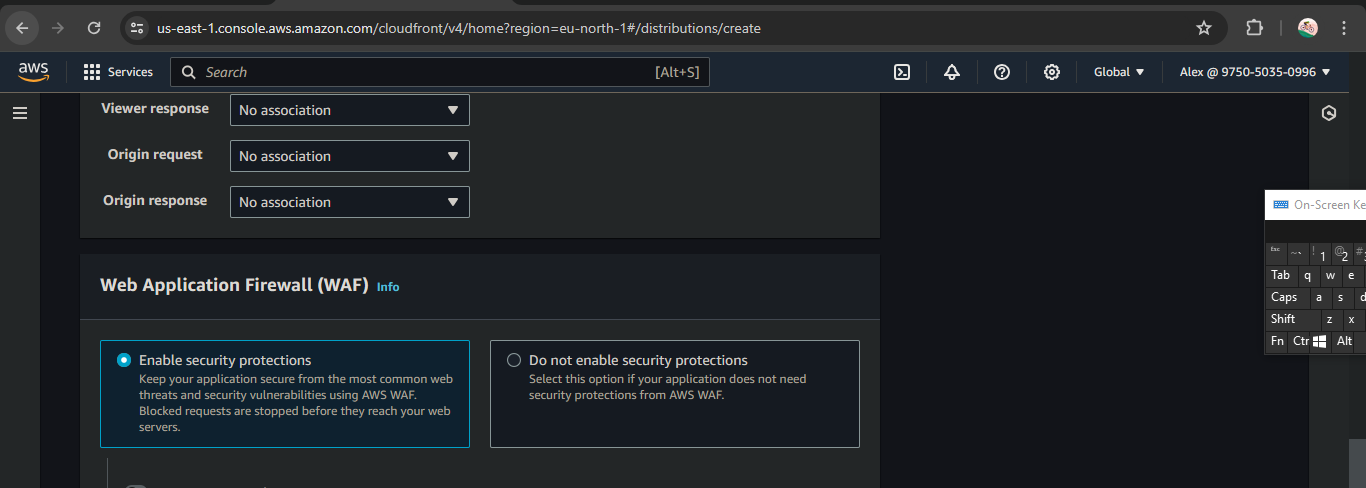 us-east-1.console.aws.amazon.com/cloudfront/v4/home?region=eu-north-1#/distributions/create
aws
Services
Search
[Alt+S]
Global ▼
Alex @ 9750-5035-0996 ▼
Viewer response
No association
Origin request
No association
Origin response
No association
On-Screen Ke
Esc ~ ` ! 1 @ 2 #
Tab q w e
Caps a s d
Shift z x
Fn Ctr Alt
Web Application Firewall (WAF) Info
Enable security protections
Keep your application secure from the most common web
threats and security vulnerabilities using AWS WAF.
Blocked requests are stopped before they reach your web
servers.
Do not enable security protections
Select this option if your application does not need
security protections from AWS WAF.